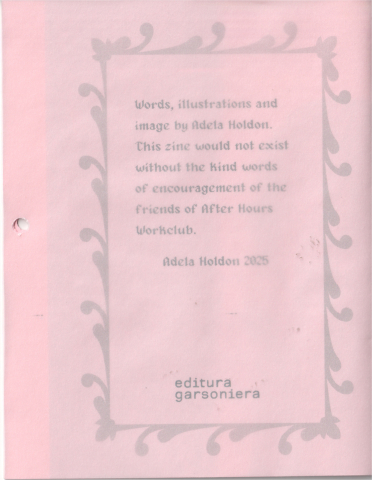 Words, illustrations and
image by Adela Holdon.
This zine would not exist
without the kind words
of encouragement of the
friends of After Hours
Workclub.
Adela Holdon 2025
editura
garsoniera